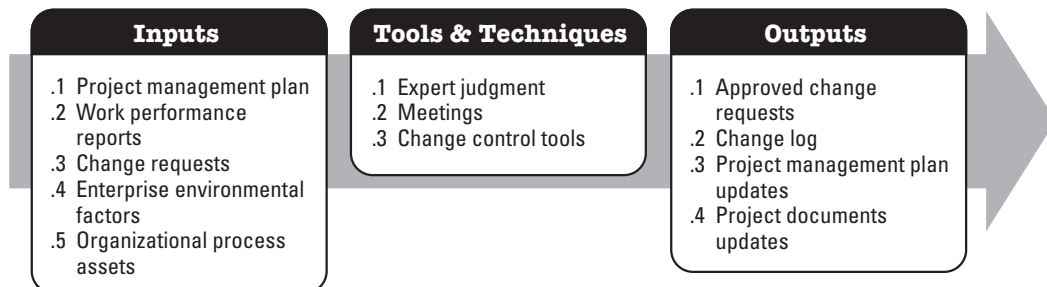 Inputs
.1 Project management plan
.2 Work performance
reports
.3 Change requests
.4 Enterprise environmental
factors
.5 Organizational process
assets
Tools & Techniques
.1 Expert judgment
.2 Meetings
.3 Change control tools
Outputs
.1 Approved change
requests
.2 Change log
.3 Project management plan
updates
.4 Project documents
updates